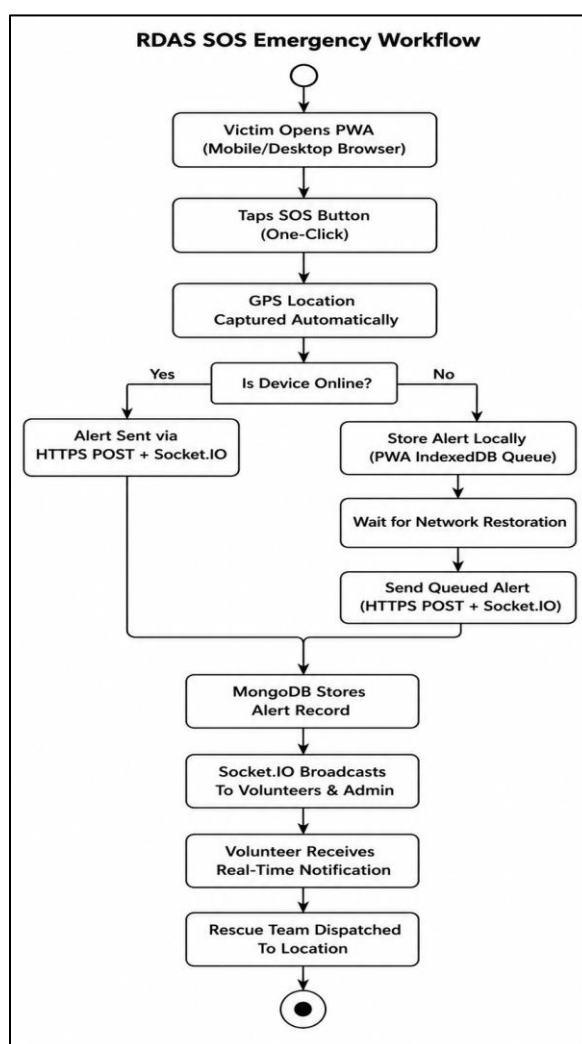 RDAS SOS Emergency Workflow
Victim Opens PWA
(Mobile/Desktop Browser)
Taps SOS Button
(One-Click)
GPS Location
Captured Automatically
Is Device Online?
Yes
No
Alert Sent via
HTTPS POST + Socket.IO
Store Alert Locally
(PWA IndexedDB Queue)
Wait for Network Restoration
Send Queued Alert
(HTTPS POST + Socket.IO)
MongoDB Stores
Alert Record
Socket.IO Broadcasts
To Volunteers & Admin
Volunteer Receives
Real-Time Notification
Rescue Team Dispatched
To Location